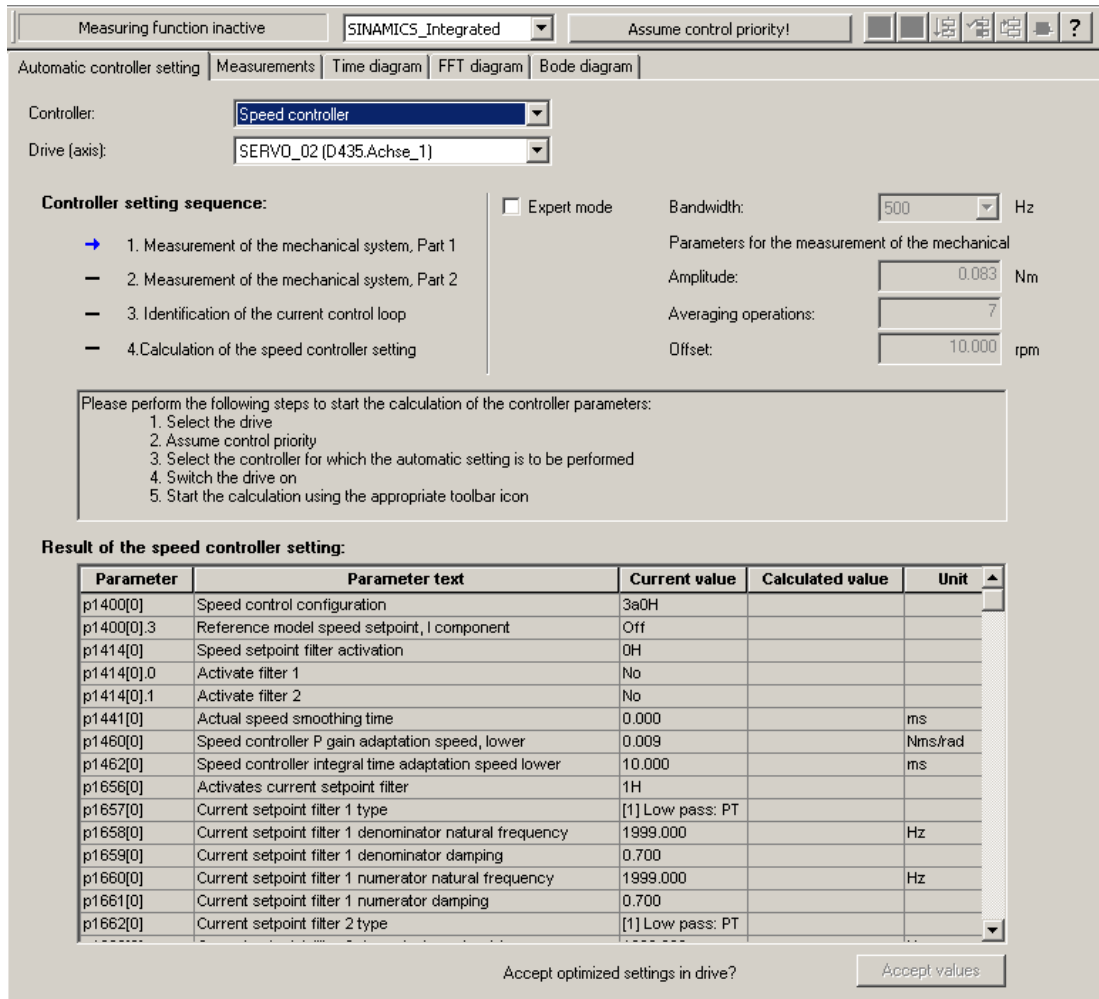 Measuring function inactive SINAMICS_Integrated Assume control priority! ?
Automatic controller setting Measurements Time diagram FFT diagram Bode diagram
Controller: Speed controller
Drive (axis): SERVO_02 (D435.Achse_1)
Controller setting sequence: Expert mode Bandwidth: 500 Hz
1. Measurement of the mechanical system, Part 1 Parameters for the measurement of the mechanical
2. Measurement of the mechanical system, Part 2 Amplitude: 0.083 Nm
3. Identification of the current control loop Averaging operations: 7
4.Calculation of the speed controller setting Offset: 10.000 rpm
Please perform the following steps to start the calculation of the controller parameters:
1. Select the drive
2. Assume control priority
3. Select the controller for which the automatic setting is to be performed
4. Switch the drive on
5. Start the calculation using the appropriate toolbar icon
Result of the speed controller setting:
Parameter Parameter text Current value Calculated value Unit
p1400[0] Speed control configuration 3a0H
p1400[0].3 Reference model speed setpoint, I component Off
p1414[0] Speed setpoint filter activation 0H
p1414[0].0 Activate filter 1 No
p1414[0].1 Activate filter 2 No
p1441[0] Actual speed smoothing time 0.000 ms
p1460[0] Speed controller P gain adaptation speed, lower 0.009 Nms/rad
p1462[0] Speed controller integral time adaptation speed lower 10.000 ms
p1656[0] Activates current setpoint filter 1H
p1657[0] Current setpoint filter 1 type [1] Low pass: PT
p1658[0] Current setpoint filter 1 denominator natural frequency 1999.000 Hz
p1659[0] Current setpoint filter 1 denominator damping 0.700
p1660[0] Current setpoint filter 1 numerator natural frequency 1999.000 Hz
p1661[0] Current setpoint filter 1 numerator damping 0.700
p1662[0] Current setpoint filter 2 type [1] Low pass: PT
Accept optimized settings in drive? Accept values